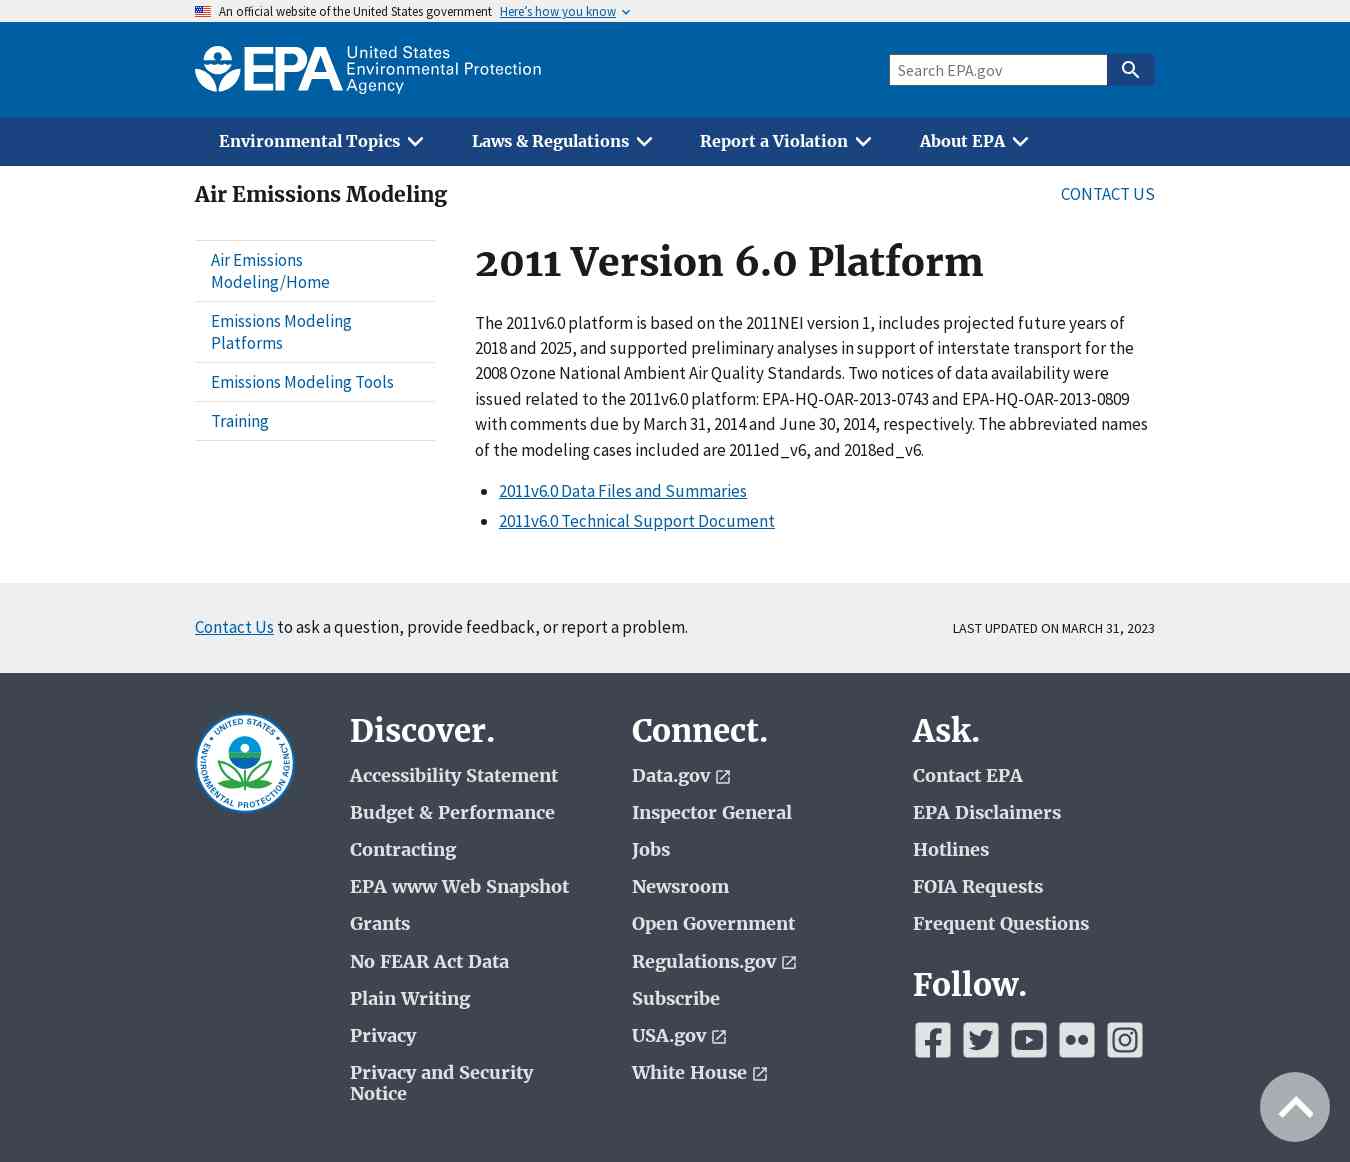 An official website of the United States government Here’s how you know
EPA United States
Environmental Protection
Agency
Search EPA.gov
Environmental Topics
Laws & Regulations
Report a Violation
About EPA
Air Emissions Modeling
CONTACT US
Air Emissions
Modeling/Home
Emissions Modeling
Platforms
Emissions Modeling Tools
Training
2011 Version 6.0 Platform
The 2011v6.0 platform is based on the 2011NEI version 1, includes projected future years of
2018 and 2025, and supported preliminary analyses in support of interstate transport for the
2008 Ozone National Ambient Air Quality Standards. Two notices of data availability were
issued related to the 2011v6.0 platform: EPA-HQ-OAR-2013-0743 and EPA-HQ-OAR-2013-0809
with comments due by March 31, 2014 and June 30, 2014, respectively. The abbreviated names
of the modeling cases included are 2011ed_v6, and 2018ed_v6.
2011v6.0 Data Files and Summaries
2011v6.0 Technical Support Document
Contact Us to ask a question, provide feedback, or report a problem.
LAST UPDATED ON MARCH 31, 2023
UNITED STATES
ENVIRONMENTAL PROTECTION AGENCY
Discover.
Accessibility Statement
Budget & Performance
Contracting
EPA www Web Snapshot
Grants
No FEAR Act Data
Plain Writing
Privacy
Privacy and Security
Notice
Connect.
Data.gov
Inspector General
Jobs
Newsroom
Open Government
Regulations.gov
Subscribe
USA.gov
White House
Ask.
Contact EPA
EPA Disclaimers
Hotlines
FOIA Requests
Frequent Questions
Follow.